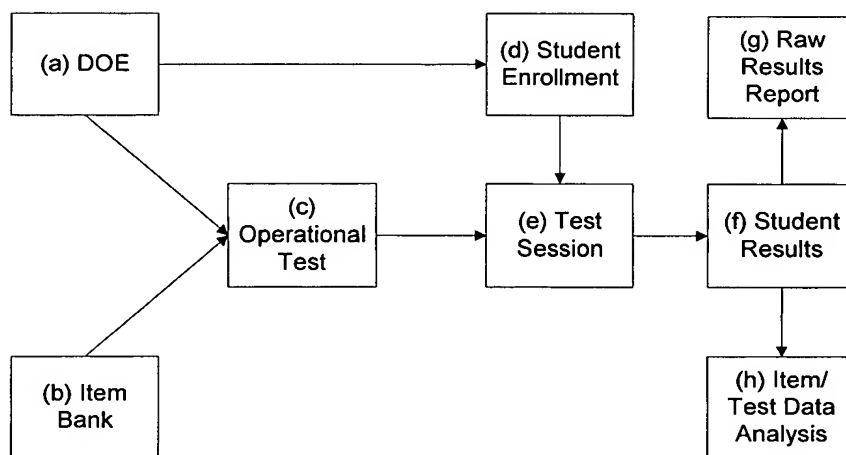 (a) DOE
(d) Student
Enrollment
(g) Raw
Results
Report
(c)
Operational
Test
(e) Test
Session
(f) Student
Results
(b) Item
Bank
(h) Item/
Test Data
Analysis